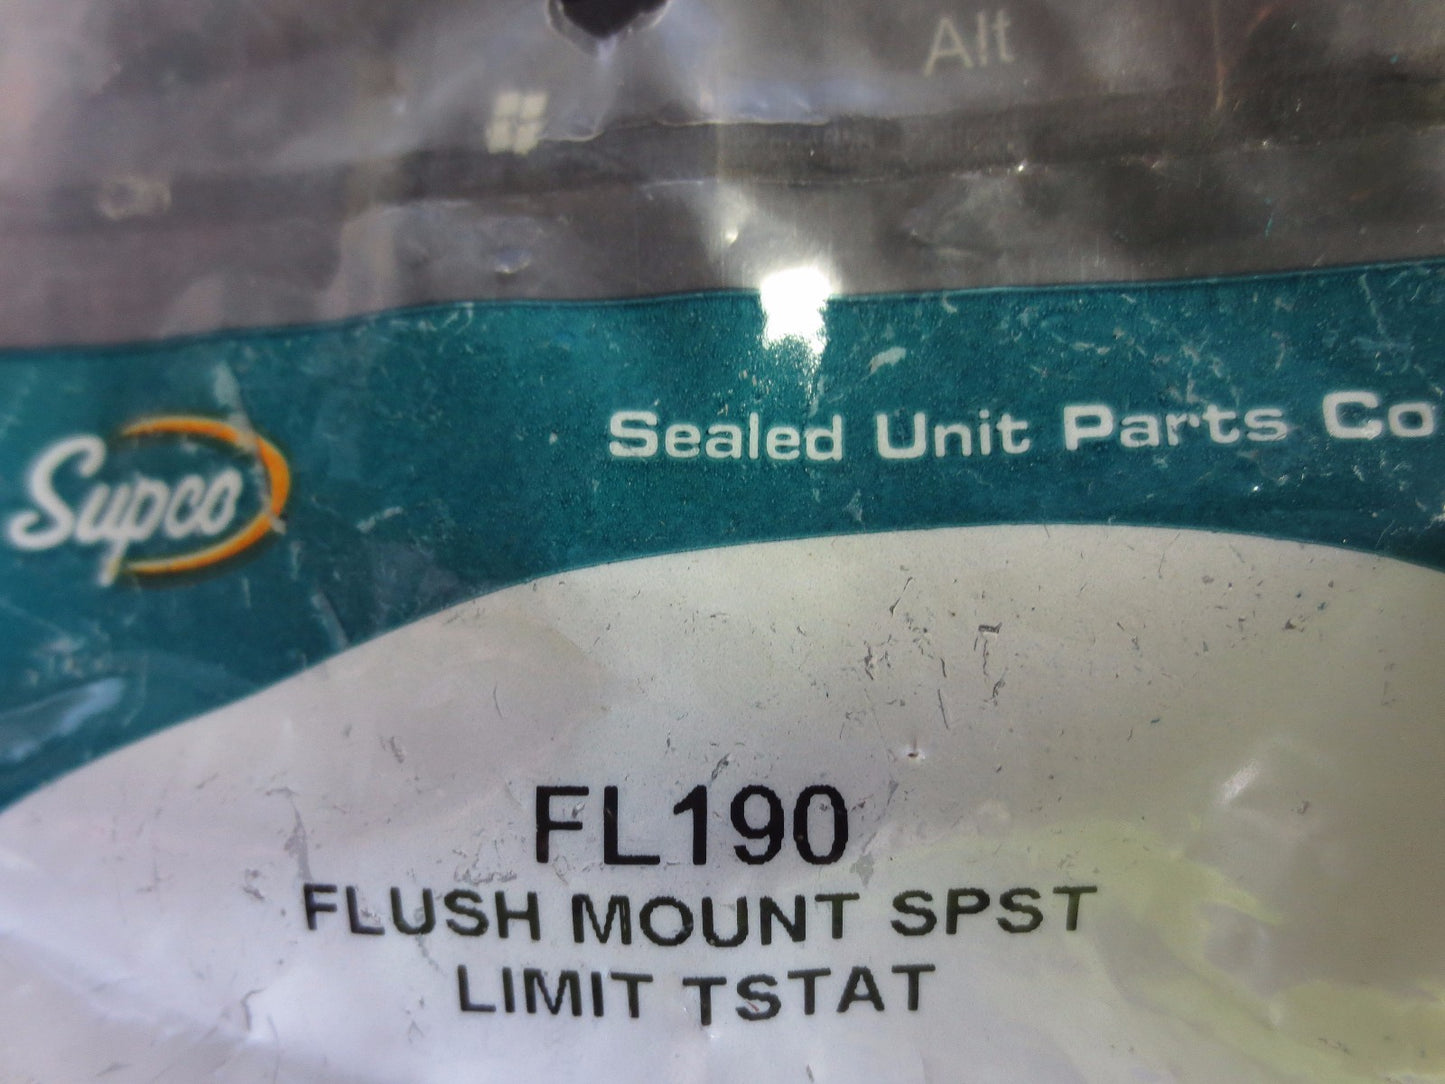 Alt
Supco
Sealed Unit Parts Co
FL190
FLUSH MOUNT SPST
LIMIT TSTAT